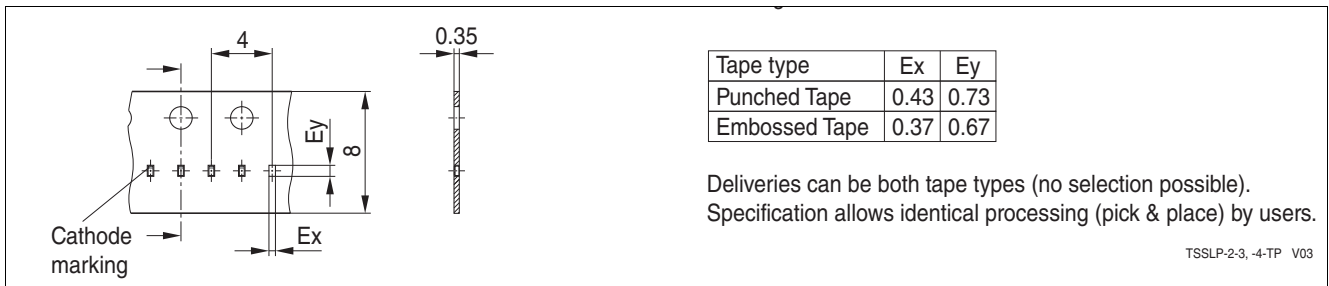 4
0.35
Ey
8
Ex
Cathode
marking
Tape type Ex Ey
Punched Tape 0.43 0.73
Embossed Tape 0.37 0.67
Deliveries can be both tape types (no selection possible).
Specification allows identical processing (pick & place) by users.
TSSLP-2-3, -4-TP V03